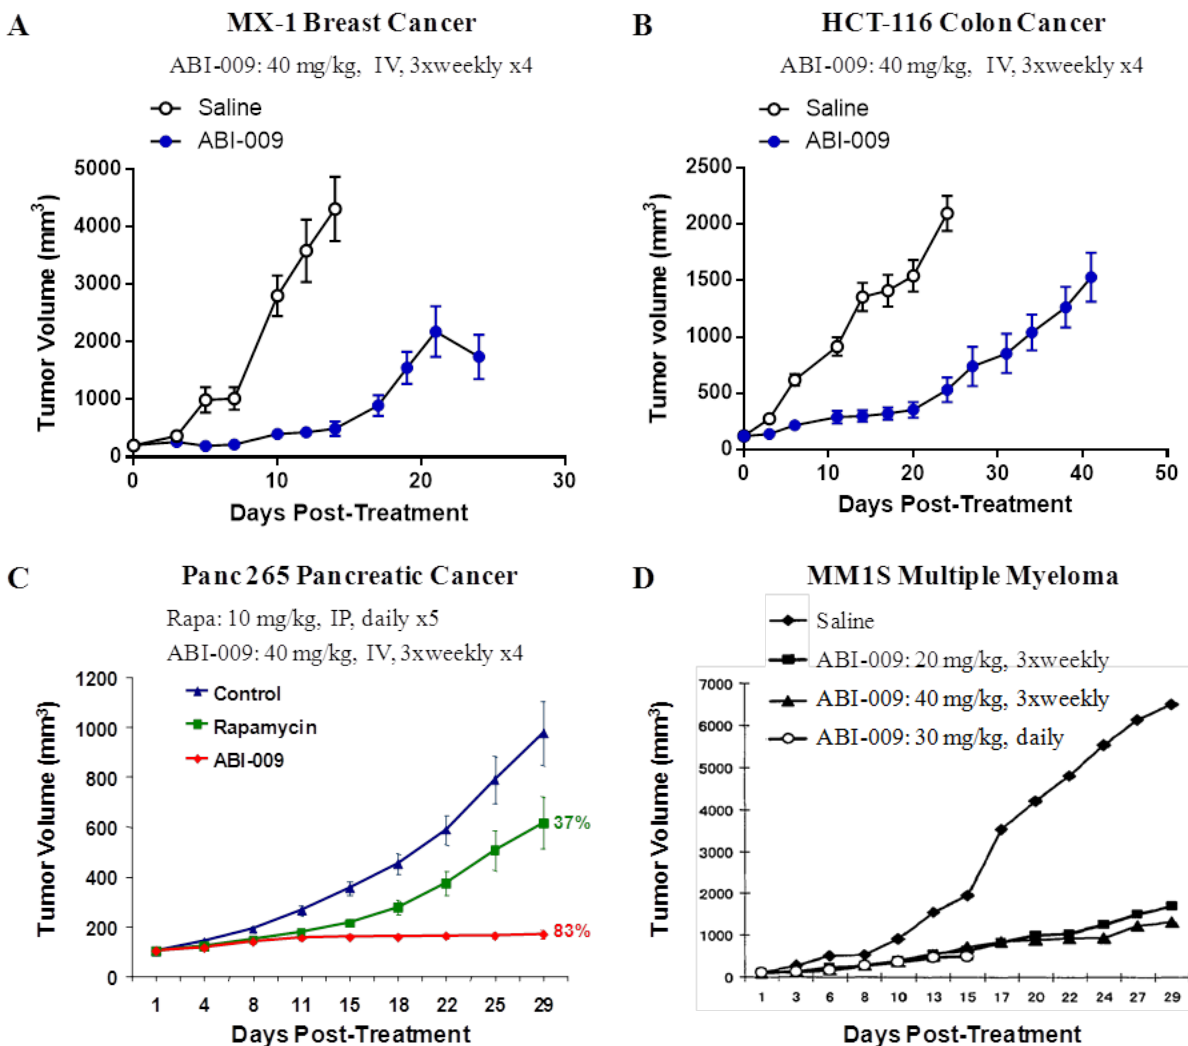 A
MX-1 Breast Cancer
ABI-009: 40 mg/kg, IV, 3xweekly x4
Saline
ABI-009
5000
4000
3000
2000
1000
0
Tumor Volume (mm³)
0 10 20 30
Days Post-Treatment
B
HCT-116 Colon Cancer
ABI-009: 40 mg/kg, IV, 3xweekly x4
Saline
ABI-009
2500
2000
1500
1000
500
0
Tumor volume (mm³)
0 10 20 30 40 50
Days Post-Treatment
C
Panc 265 Pancreatic Cancer
Rapa: 10 mg/kg, IP, daily x5
ABI-009: 40 mg/kg, IV, 3xweekly x4
Control
Rapamycin
ABI-009
1200
1000
800
600
400
200
0
Tumor Volume (mm³)
37%
83%
1 4 8 11 15 18 22 25 29
Days Post-Treatment
D
MM1S Multiple Myeloma
Saline
ABI-009: 20 mg/kg, 3xweekly
ABI-009: 40 mg/kg, 3xweekly
ABI-009: 30 mg/kg, daily
7000
6000
5000
4000
3000
2000
1000
0
Tumor Volume (mm³)
1 3 6 8 10 13 15 17 20 22 24 27 29
Days Post-Treatment